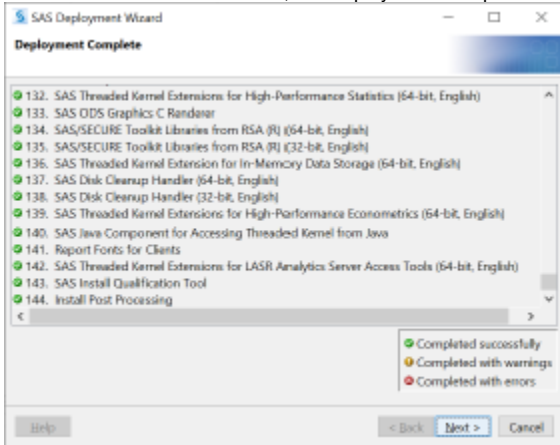 SAS Deployment Wizard
Deployment Complete
132. SAS Threaded Kernel Extensions for High-Performance Statistics (64-bit, English)
133. SAS ODS Graphics C Renderer
134. SAS/SECURE Toolkit Libraries from RSA (R) (64-bit, English)
135. SAS/SECURE Toolkit Libraries from RSA (R) (32-bit, English)
136. SAS Threaded Kernel Extension for In-Memory Data Storage (64-bit, English)
137. SAS Disk Cleanup Handler (64-bit, English)
138. SAS Disk Cleanup Handler (32-bit, English)
139. SAS Threaded Kernel Extensions for High-Performance Econometrics (64-bit, English)
140. SAS Java Component for Accessing Threaded Kernel from Java
141. Report Fonts for Clients
142. SAS Threaded Kernel Extensions for LASR Analytics Server Access Tools (64-bit, English)
143. SAS Install Qualification Tool
144. Install Post Processing
Completed successfully
Completed with warnings
Completed with errors
Help < Back Next > Cancel